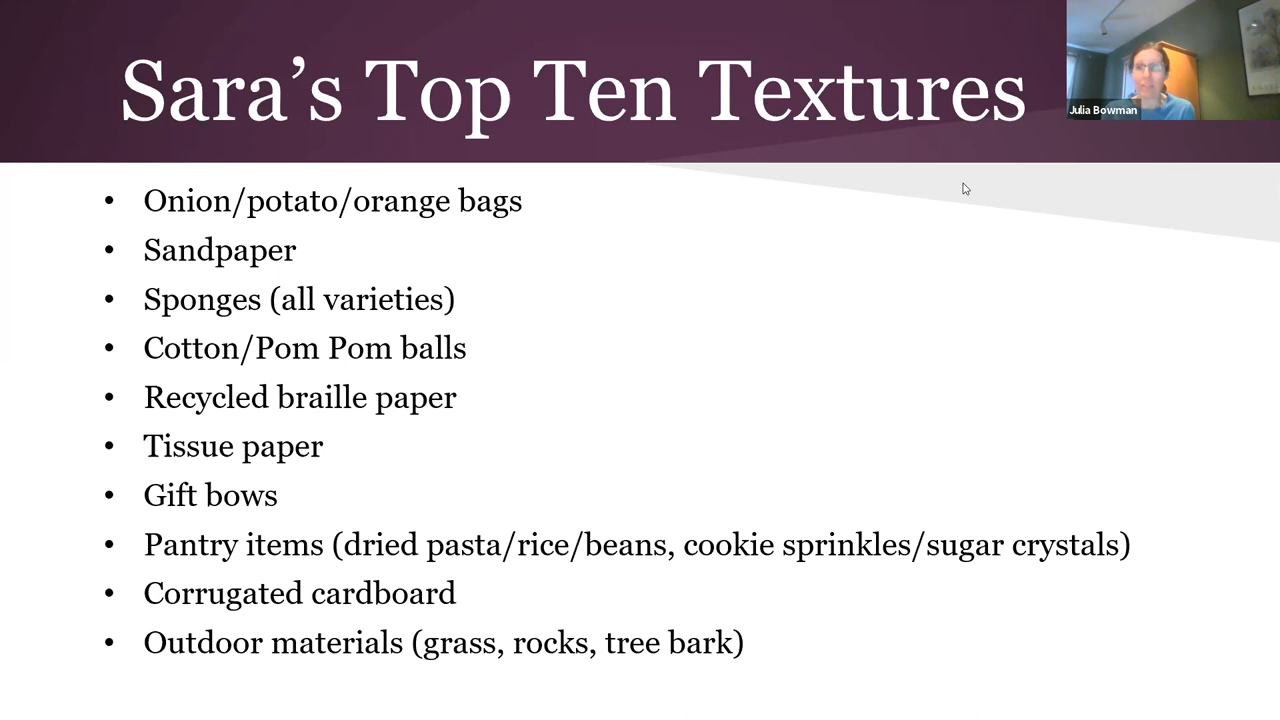 Sara’s Top Ten Textures
Julia Bowman
• Onion/potato/orange bags
• Sandpaper
• Sponges (all varieties)
• Cotton/Pom Pom balls
• Recycled braille paper
• Tissue paper
• Gift bows
• Pantry items (dried pasta/rice/beans, cookie sprinkles/sugar crystals)
• Corrugated cardboard
• Outdoor materials (grass, rocks, tree bark)